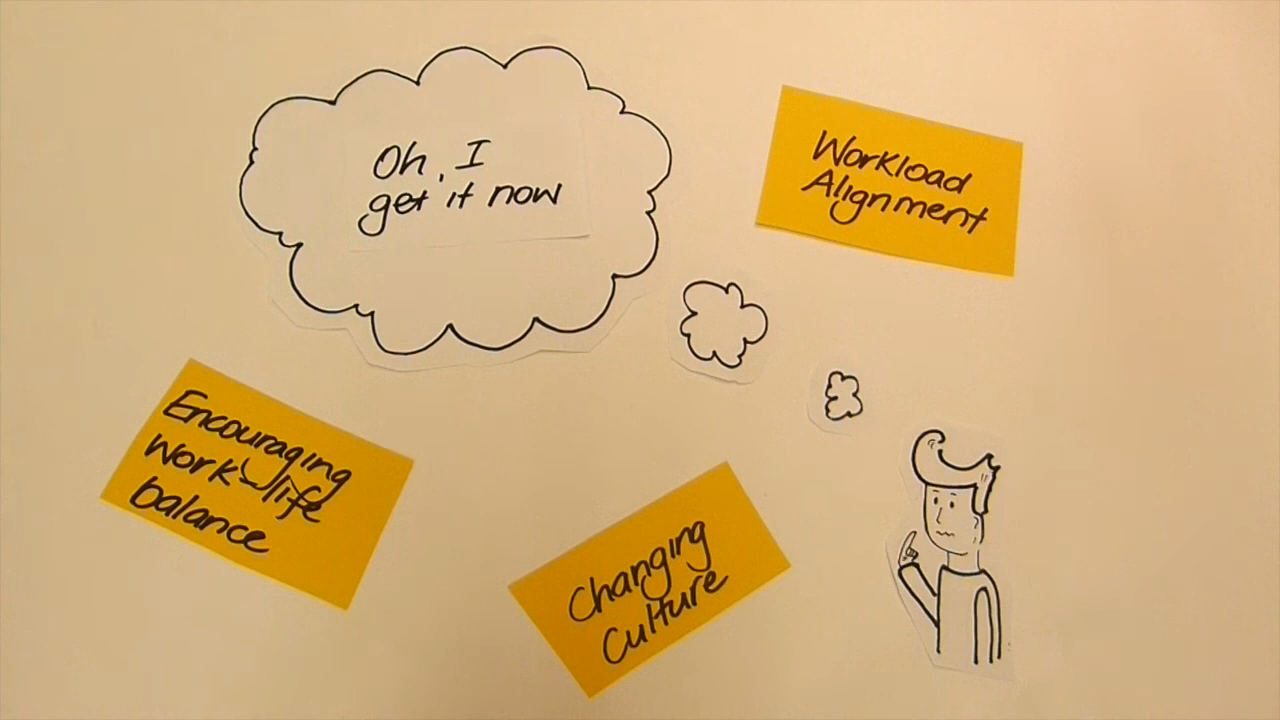 Oh, I
get it now
Workload
Alignment
Encouraging
Work-life
balance
Changing
Culture